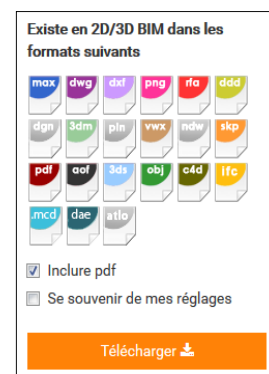 Existe en 2D/3D BIM dans les
formats suivants
max dwg dxf png rfa ddd
dgn 3dm pln vwx ndw skp
pdf aof 3ds obj c4d ifc
.mcd dae atlo
Inclure pdf
Se souvenir de mes réglages
Télécharger